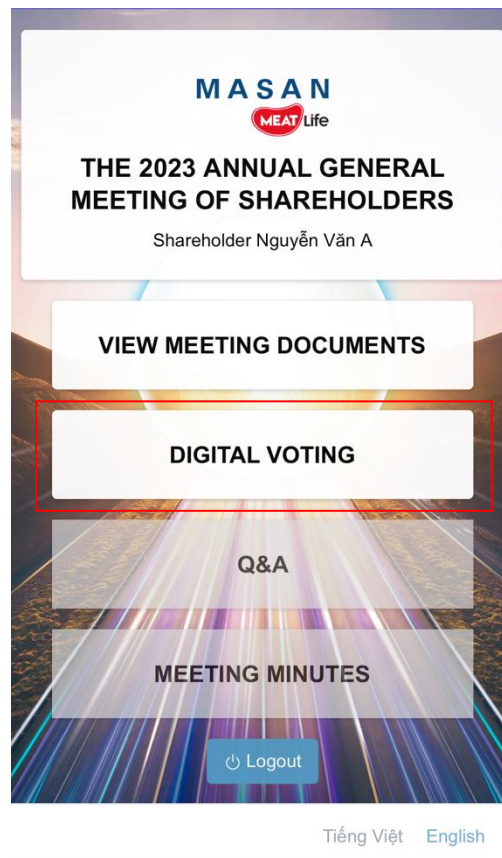 MASAN
MEAT Life
THE 2023 ANNUAL GENERAL
MEETING OF SHAREHOLDERS
Shareholder Nguyễn Văn A
VIEW MEETING DOCUMENTS
DIGITAL VOTING
Q&A
MEETING MINUTES
Logout
Tiếng Việt English